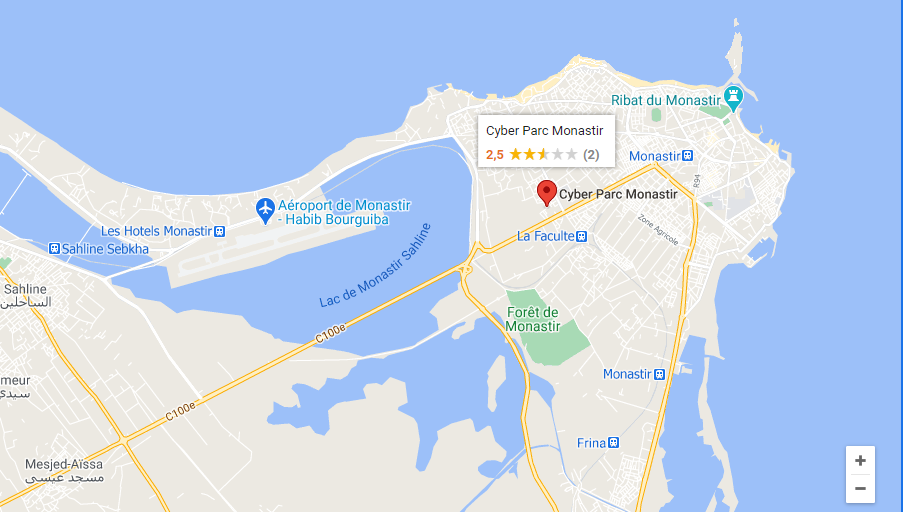 Ribat du Monastir
Cyber Parc Monastir
2,5 (2)
Monastir
R94
Cyber Parc Monastir
Aéroport de Monastir
- Habib Bourguiba
Les Hotels Monastir
Zone Agricole
La Faculte
Sahline Sebkha
Lac de Monastir Sahline
Sahline
الساحلين
Forêt de
Monastir
C100e
Monastir
meur
سيدي
C100e
Frina
Mesjed-Aïssa
مسجد عيسى
+
−